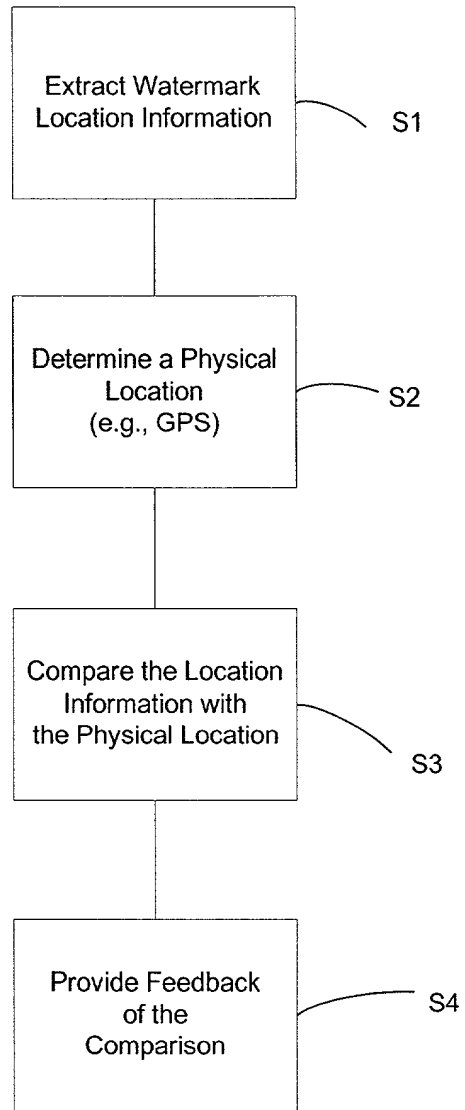 Extract Watermark
Location Information
S1
Determine a Physical
Location
(e.g., GPS)
S2
Compare the Location
Information with
the Physical Location
S3
Provide Feedback
of the
Comparison
S4